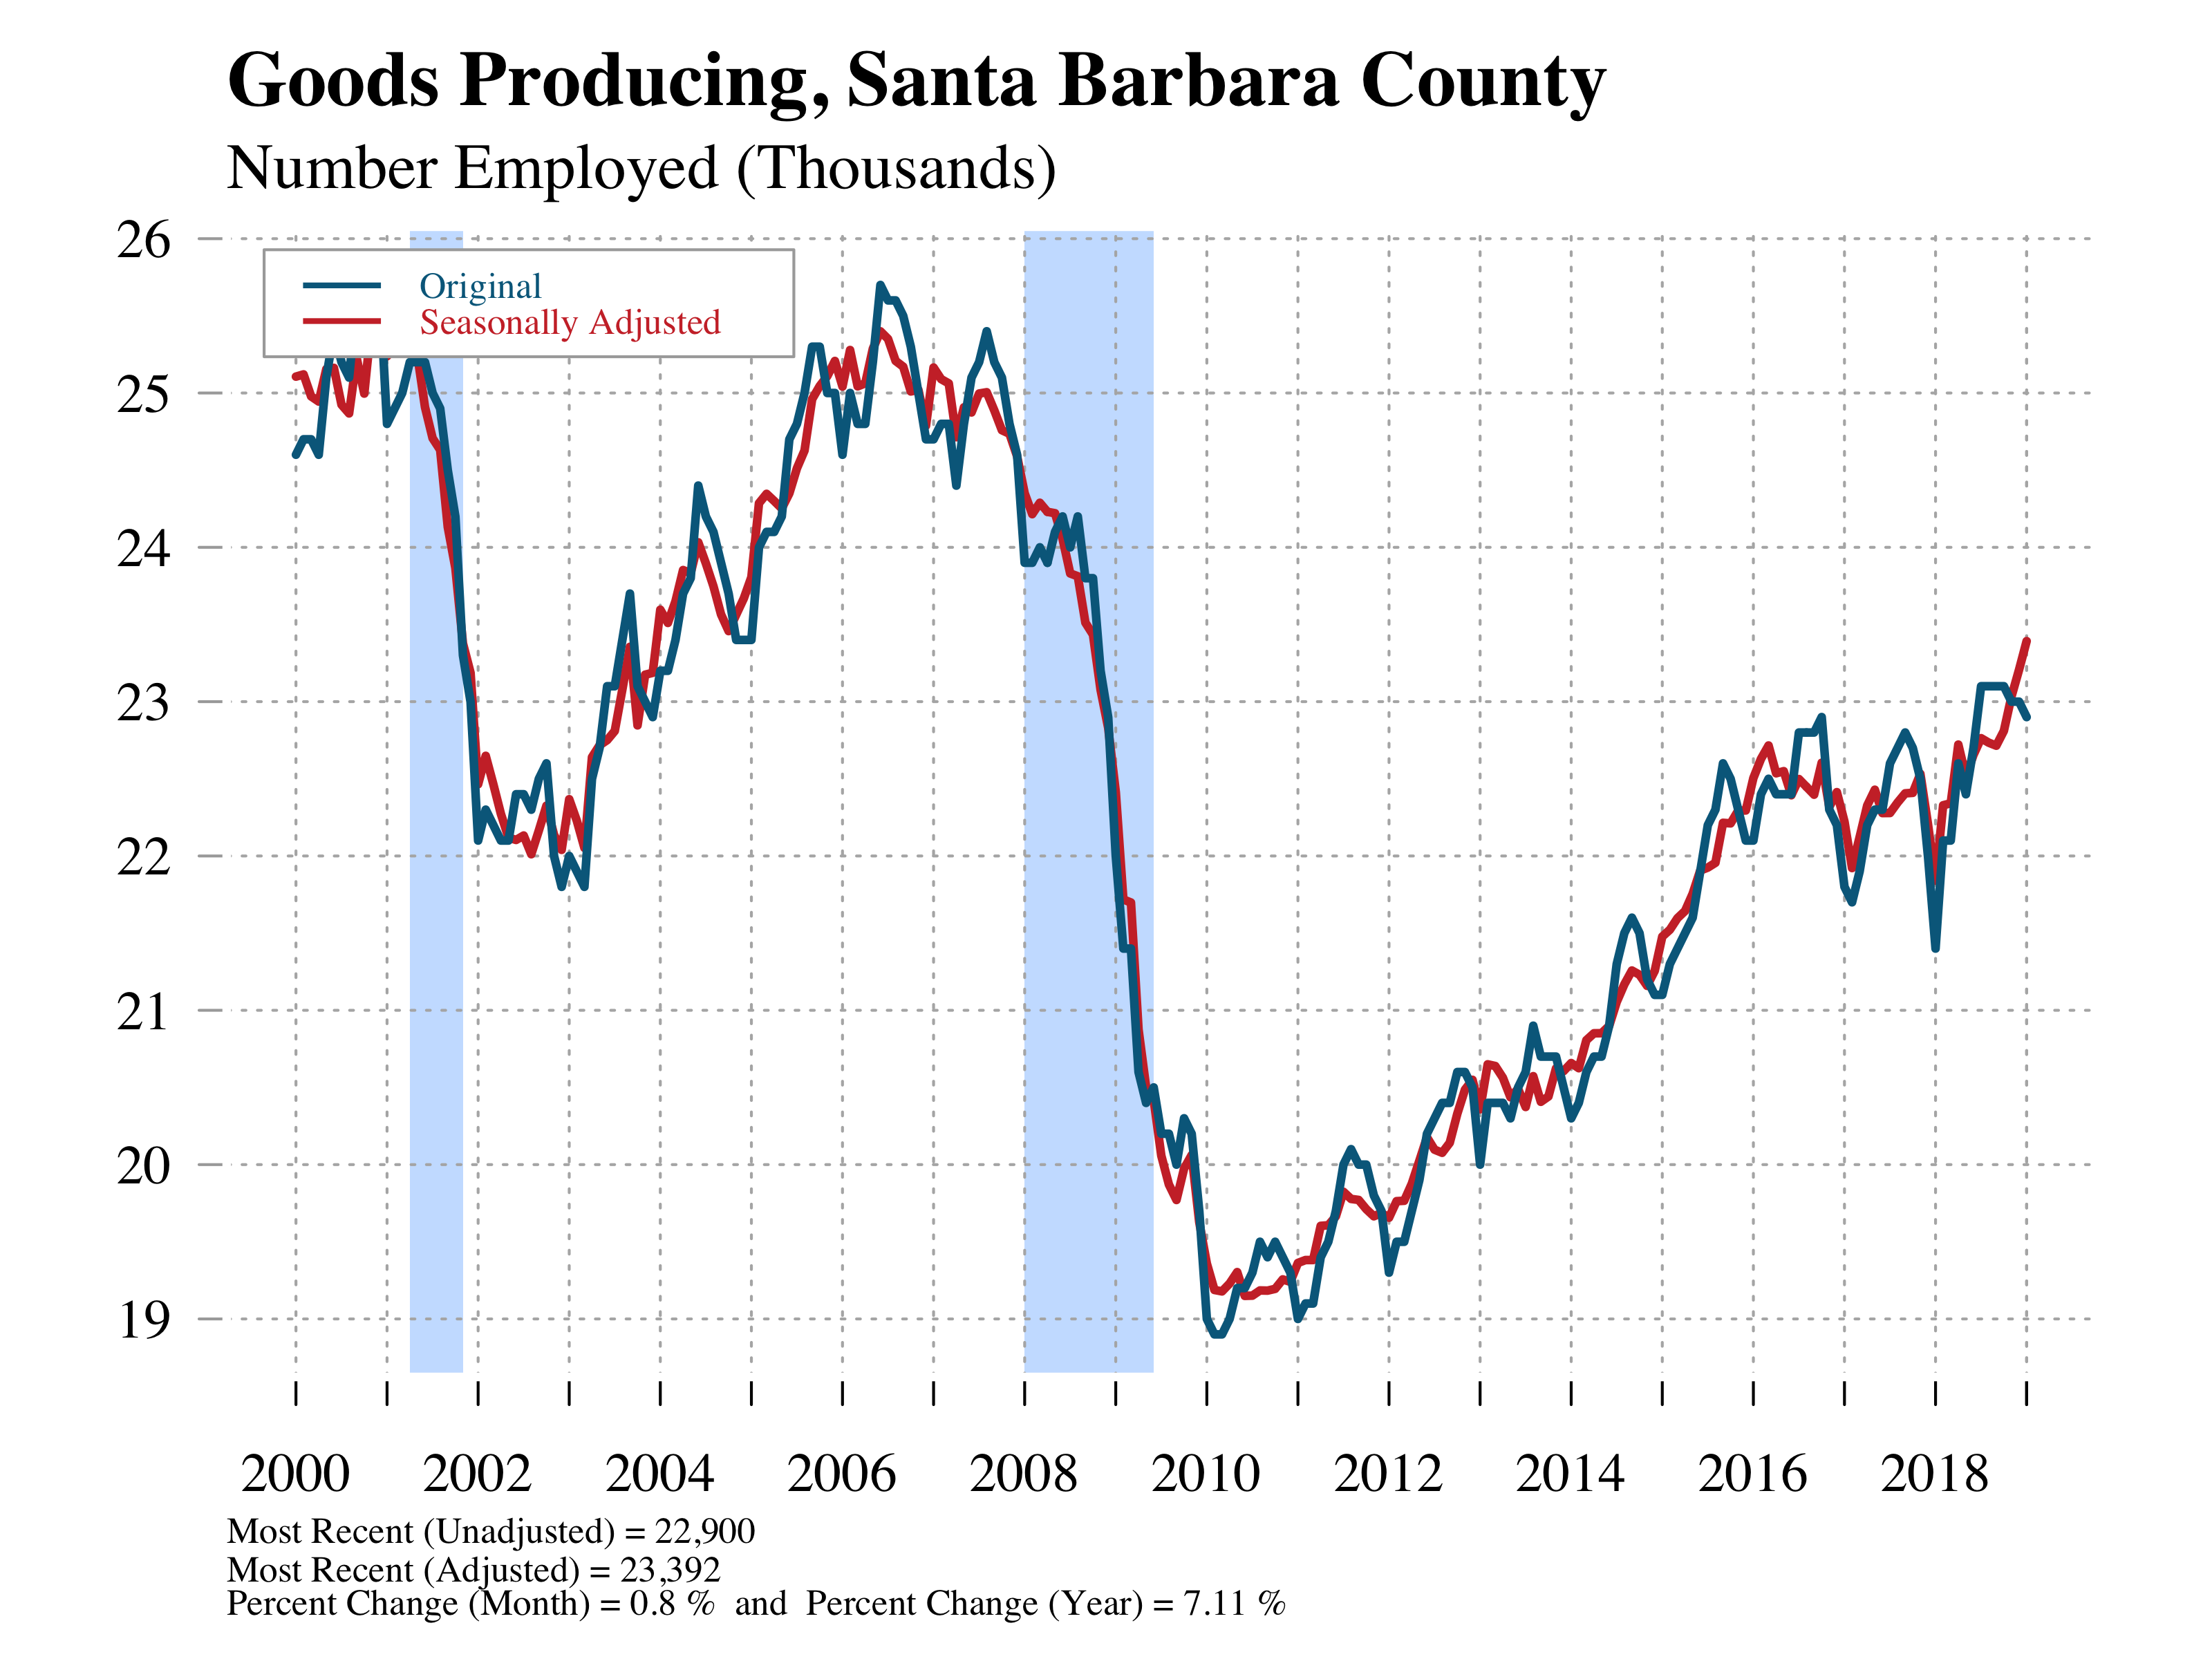 Goods Producing, Santa Barbara County
Number Employed (Thousands)
26
Original
Seasonally Adjusted
25
24
23
22
21
20
19
2000 2002 2004 2006 2008 2010 2012 2014 2016 2018
Most Recent (Unadjusted) = 22,900
Most Recent (Adjusted) = 23,392
Percent Change (Month) = 0.8 % and Percent Change (Year) = 7.11 %